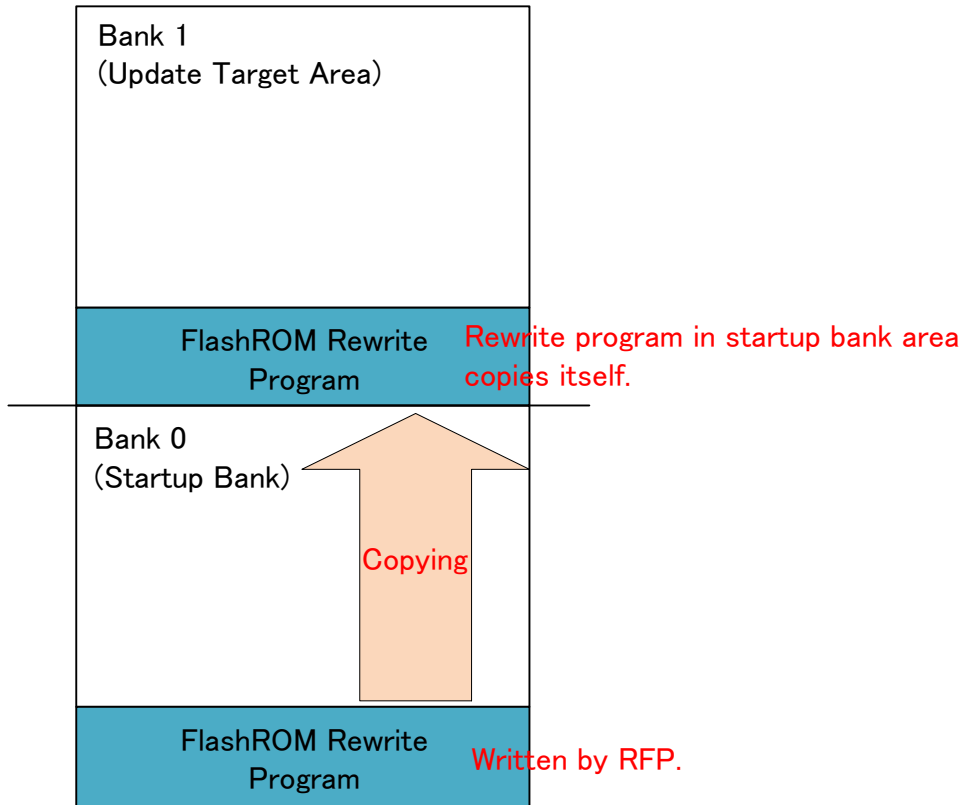 Bank 1
(Update Target Area)
FlashROM Rewrite
Program
Rewrite program in startup bank area
copies itself.
Bank 0
(Startup Bank)
Copying
FlashROM Rewrite
Program
Written by RFP.